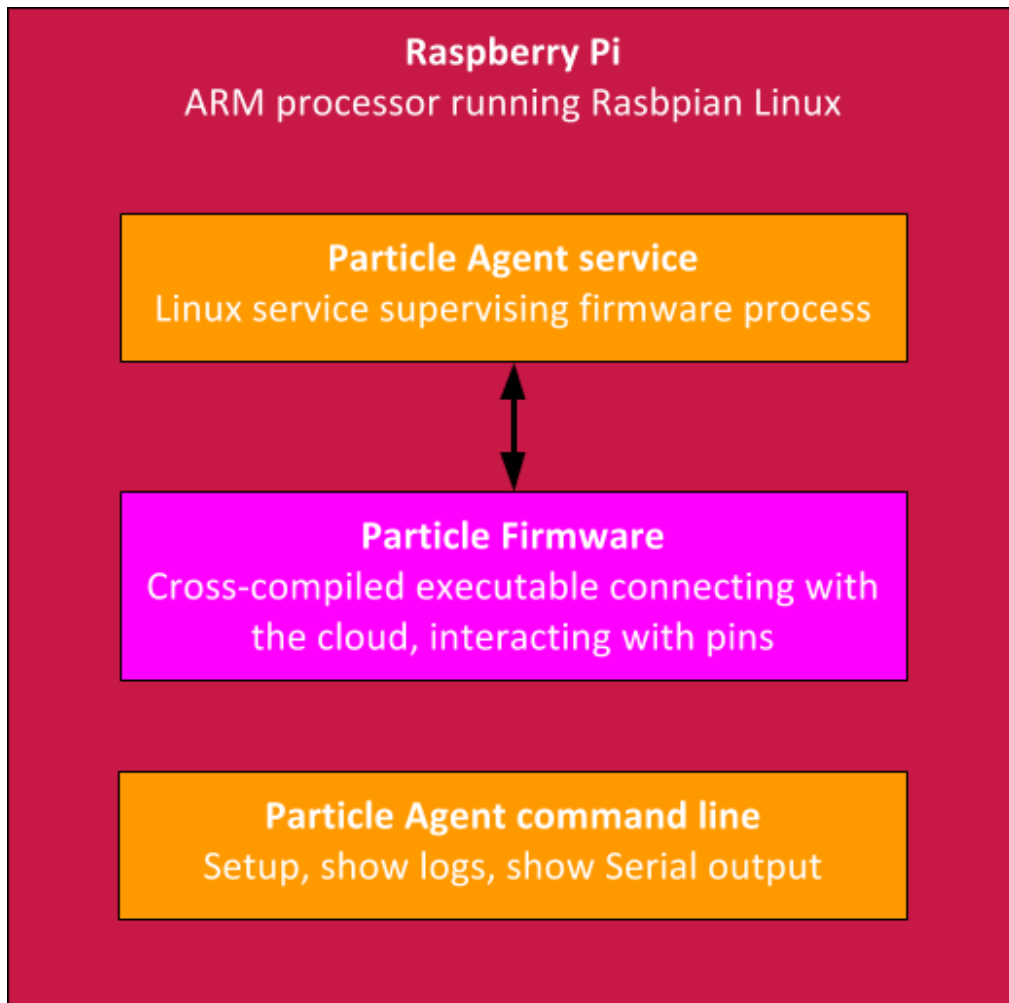 Raspberry Pi
ARM processor running Rasbpian Linux
Particle Agent service
Linux service supervising firmware process
Particle Firmware
Cross-compiled executable connecting with
the cloud, interacting with pins
Particle Agent command line
Setup, show logs, show Serial output